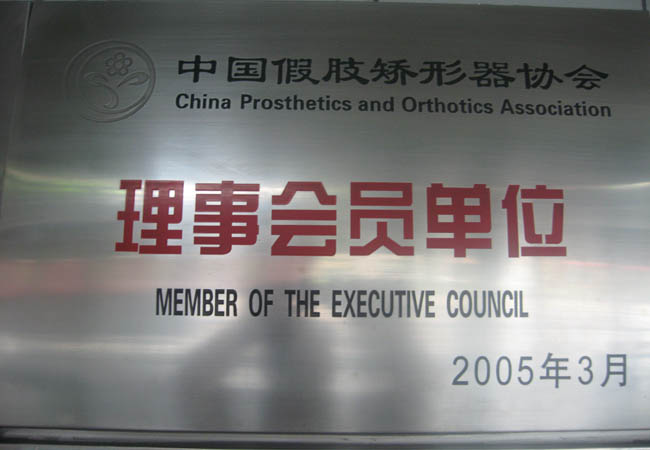 中国假肢矫形器协会
China Prosthetics and Orthotics Association
理事会员单位
MEMBER OF THE EXECUTIVE COUNCIL
2005年3月